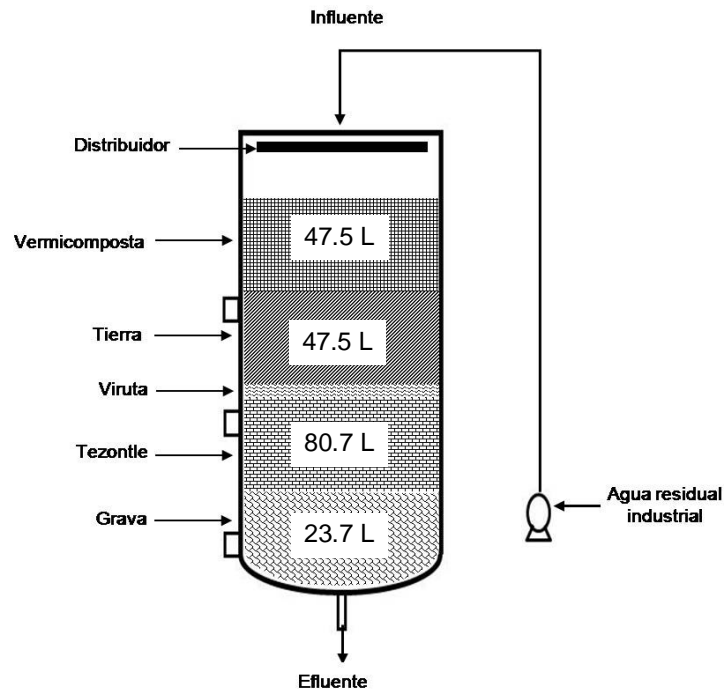 Influente
Distribuidor
Vermicomposta
47.5 L
Tierra
47.5 L
Viruta
Tezontle
80.7 L
Grava
23.7 L
Agua residual
industrial
Efluente